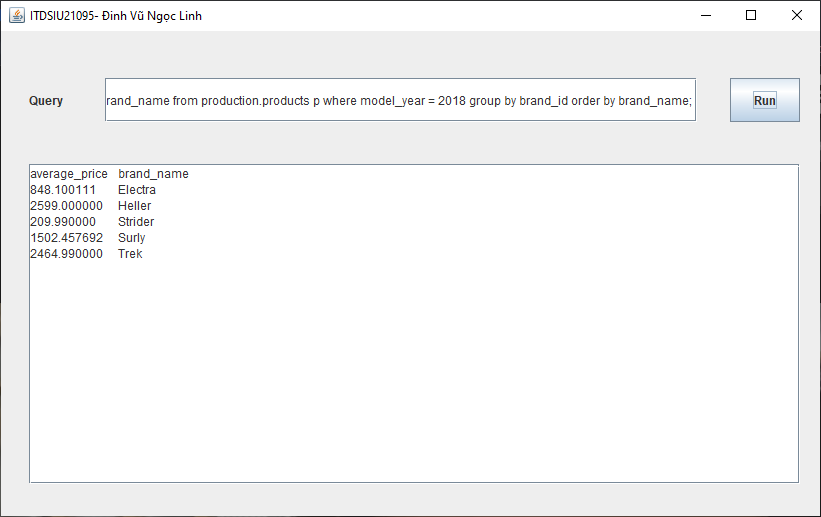 ITDSIU21095- Đinh Vũ Ngọc Linh
Query rand_name from production.products p where model_year = 2018 group by brand_id order by brand_name; Run
average_price brand_name
848.100111 Electra
2599.000000 Heller
209.990000 Strider
1502.457692 Surly
2464.990000 Trek